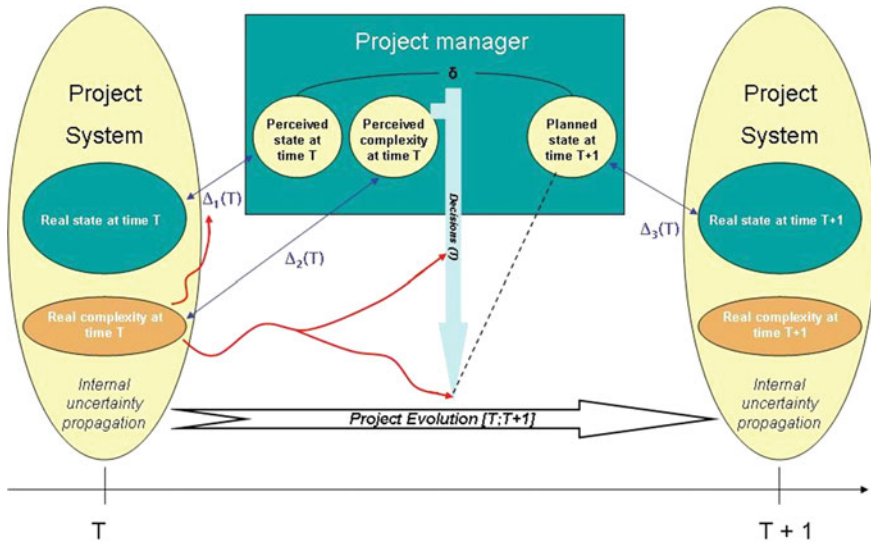 Project manager
δ
Project
System
Perceived
state at
time T
Perceived
complexity
at time T
Planned
state at
time T+1
Project
System
Real state at time T
Δ1(T)
Decisions (T)
Δ3(T)
Real state at time T+1
Δ2(T)
Real complexity at
time T
Real complexity at
time T+1
Internal
uncertainty
propagation
Project Evolution [T;T+1]
Internal
uncertainty
propagation
T
T + 1